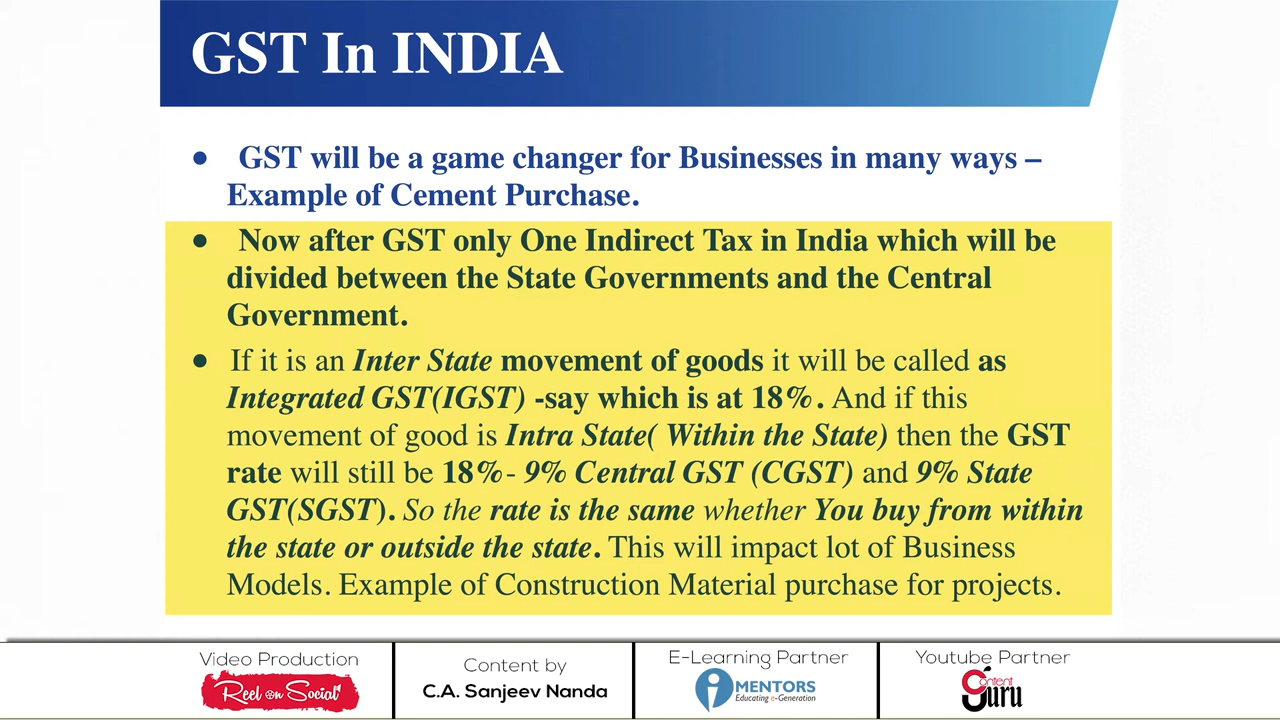 GST In INDIA
● GST will be a game changer for Businesses in many ways –
Example of Cement Purchase.
● Now after GST only One Indirect Tax in India which will be
divided between the State Governments and the Central
Government.
● If it is an Inter State movement of goods it will be called as
Integrated GST(IGST) -say which is at 18%. And if this
movement of good is Intra State( Within the State) then the GST
rate will still be 18%- 9% Central GST (CGST) and 9% State
GST(SGST). So the rate is the same whether You buy from within
the state or outside the state. This will impact lot of Business
Models. Example of Construction Material purchase for projects.
Video Production
Reel on Social
Content by
C.A. Sanjeev Nanda
E-Learning Partner
iMENTORS
Educating e-Generation
Youtube Partner
Content
Guru